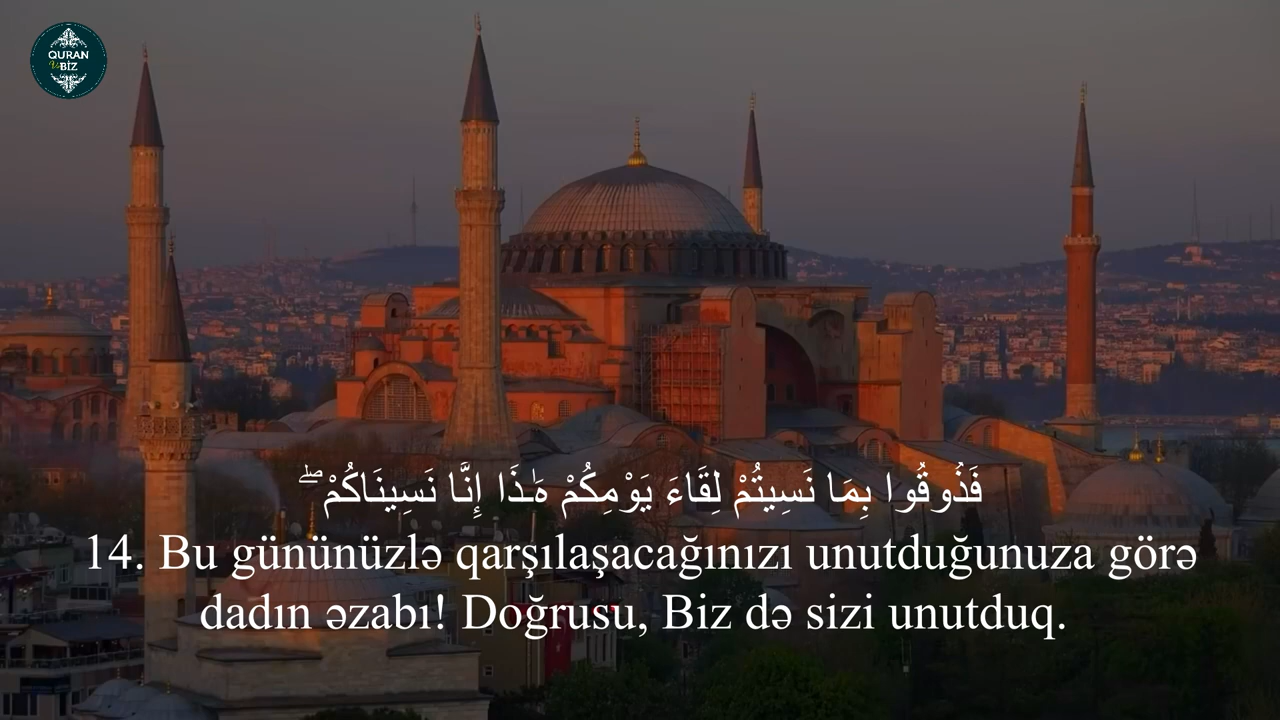 QURAN
Və BİZ
فَذُوقُوا بِمَا نَسِيتُمْ لِقَاءَ يَوْمِكُمْ هَٰذَا إِنَّا نَسِينَاكُمْ ۖ
14. Bu gününüzlə qarşılaşacağınızı unutduğunuza görə
dadın əzabı! Doğrusu, Biz də sizi unutduq.